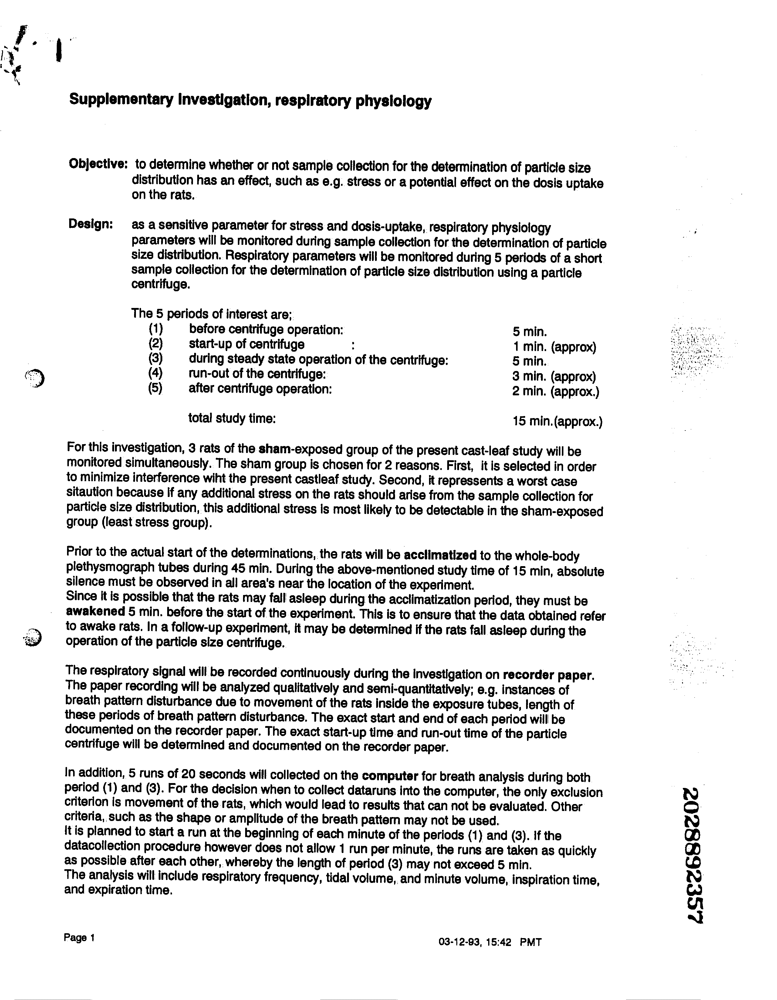 Supplementary investigation, respiratory physiology
Objective: to determine whether or not sample collection for the determination of particle size
distribution has an effect, such as e.g. stress or a potential effect on the dosis uptake
on the rats.
Design: as a sensitive parameter for stress and dosis-uptake, respiratory physiology
parameters will be monitored during sample collection for the determination of particle
size distribution. Respiratory parameters will be monitored during 5 periods of a short
sample collection for the determination of particle size distribution using a particle
centrifuge.
The 5 periods of interest are;
(1) before centrifuge operation: 5 min.
(2) start-up of centrifuge : 1 min. (approx)
(3) during steady state operation of the centrifuge: 5 min.
(4) run-out of the centrifuge: 3 min. (approx)
(5) after centrifuge operation: 2 min. (approx.)
total study time: 15 min.(approx.)
For this investigation, 3 rats of the sham-exposed group of the present cast-leaf study will be
monitored simultaneously. The sham group is chosen for 2 reasons. First, it is selected in order
to minimize interference wiht the present castleaf study. Second, it repressents a worst case
sitaution because if any additional stress on the rats should arise from the sample collection for
particle size distribution, this additional stress is most likely to be detectable in the sham-exposed
group (least stress group).
Prior to the actual start of the determinations, the rats will be acclimatized to the whole-body
plethysmograph tubes during 45 min. During the above-mentioned study time of 15 min, absolute
silence must be observed in all area's near the location of the experiment.
Since it is possible that the rats may fall asleep during the acclimatization period, they must be
awakened 5 min. before the start of the experiment. This is to ensure that the data obtained refer
to awake rats. In a follow-up experiment, it may be determined if the rats fall asleep during the
operation of the particle size centrifuge.
The respiratory signal will be recorded continuously during the investigation on recorder paper.
The paper recording will be analyzed qualitatively and semi-quantitatively; e.g. instances of
breath pattern disturbance due to movement of the rats inside the exposure tubes, length of
these periods of breath pattern disturbance. The exact start and end of each period will be
documented on the recorder paper. The exact start-up time and run-out time of the particle
centrifuge will be determined and documented on the recorder paper.
In addition, 5 runs of 20 seconds will collected on the computer for breath analysis during both
period (1) and (3). For the decision when to collect dataruns into the computer, the only exclusion
criterion is movement of the rats, which would lead to results that can not be evaluated. Other
criteria, such as the shape or amplitude of the breath pattern may not be used.
It is planned to start a run at the beginning of each minute of the periods (1) and (3). If the
datacollection procedure however does not allow 1 run per minute, the runs are taken as quickly
as possible after each other, whereby the length of period (3) may not exceed 5 min.
The analysis will include respiratory frequency, tidal volume, and minute volume, inspiration time,
and expiration time.
2028892357
Page 1 03-12-93, 15:42 PMT